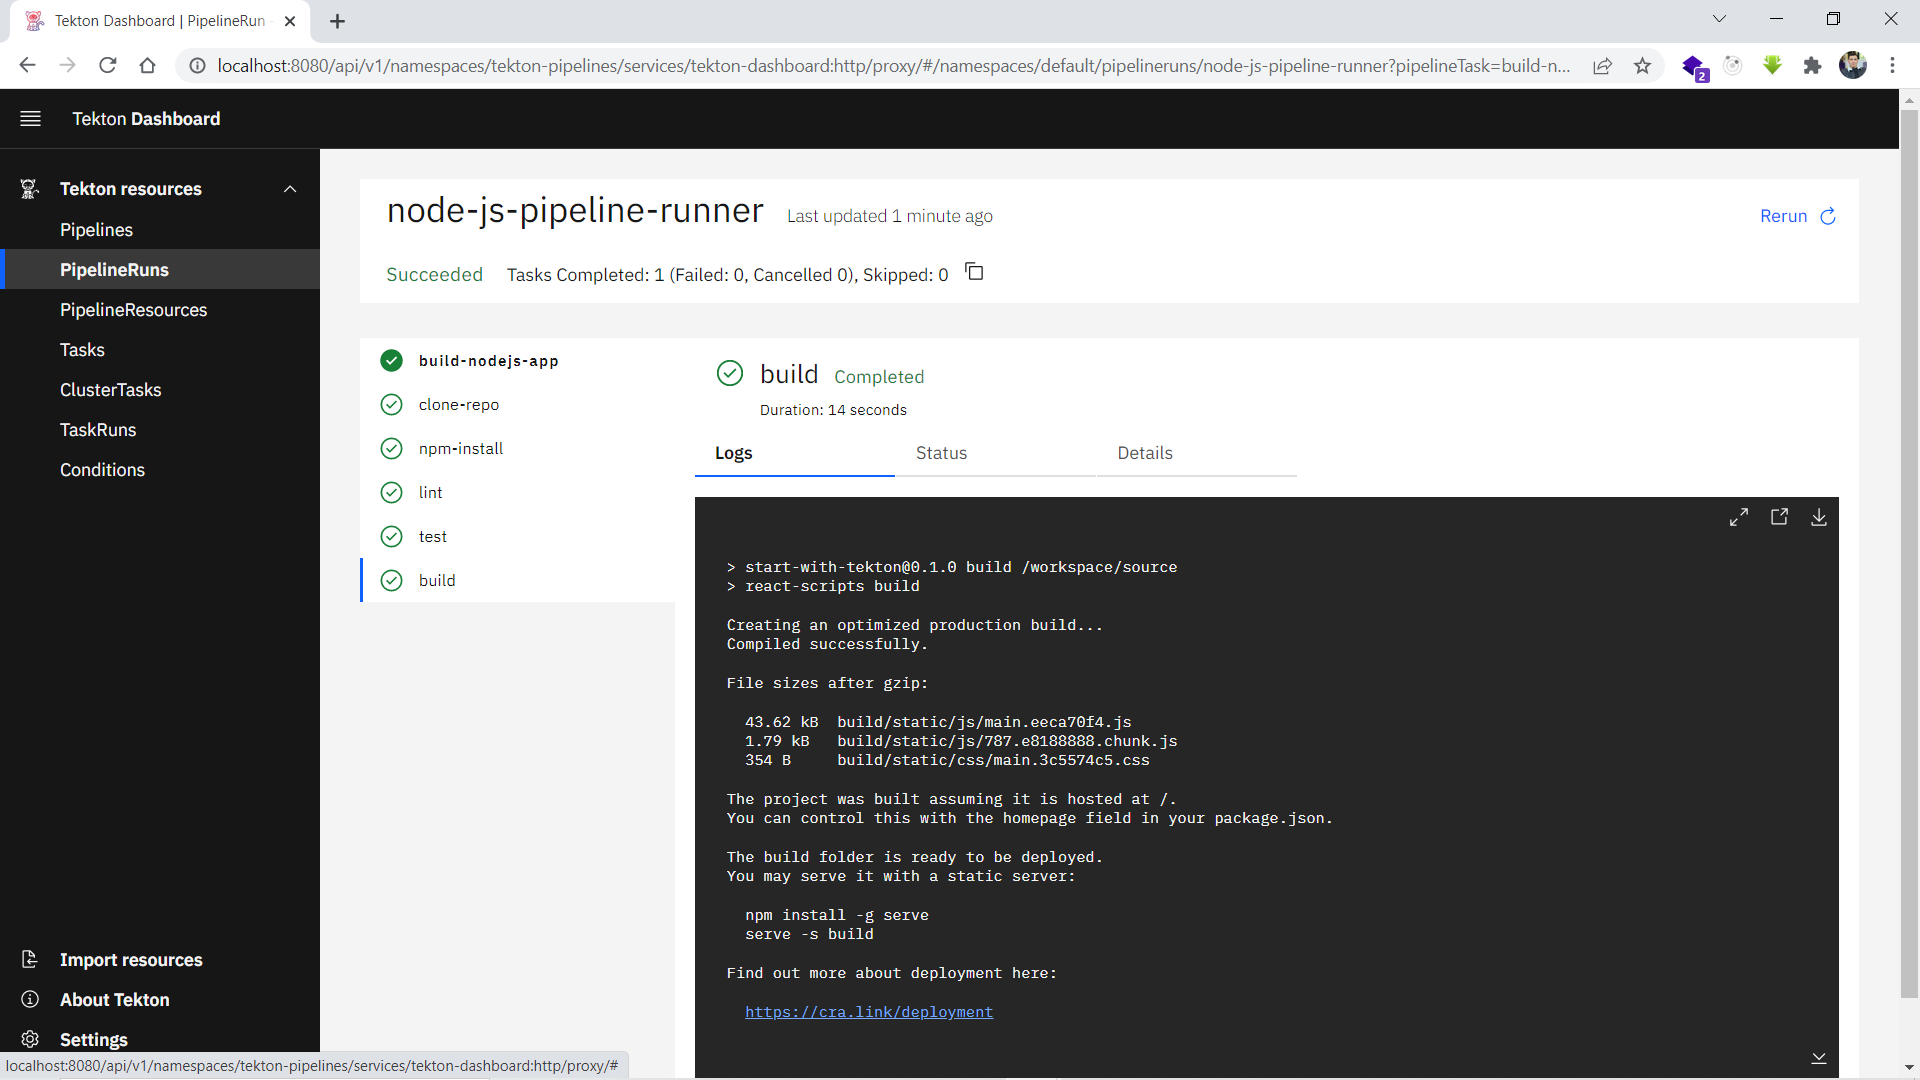 Tekton Dashboard | PipelineRun -
localhost:8080/api/v1/namespaces/tekton-pipelines/services/tekton-dashboard:http/proxy/#/namespaces/default/pipelineruns/node-js-pipeline-runner?pipelineTask=build-n...
2
Tekton Dashboard
Tekton resources
Pipelines
PipelineRuns
PipelineResources
Tasks
ClusterTasks
TaskRuns
Conditions
Import resources
About Tekton
Settings
localhost:8080/api/v1/namespaces/tekton-pipelines/services/tekton-dashboard:http/proxy/#
node-js-pipeline-runner Last updated 1 minute ago
Rerun
Succeeded Tasks Completed: 1 (Failed: 0, Cancelled 0), Skipped: 0
build-nodejs-app
clone-repo
npm-install
lint
test
build
build Completed
Duration: 14 seconds
Logs Status Details
> start-with-tekton@0.1.0 build /workspace/source
> react-scripts build
Creating an optimized production build...
Compiled successfully.
File sizes after gzip:
43.62 kB build/static/js/main.eeca70f4.js
1.79 kB build/static/js/787.e8188888.chunk.js
354 B build/static/css/main.3c5574c5.css
The project was built assuming it is hosted at /.
You can control this with the homepage field in your package.json.
The build folder is ready to be deployed.
You may serve it with a static server:
npm install -g serve
serve -s build
Find out more about deployment here:
https://cra.link/deployment